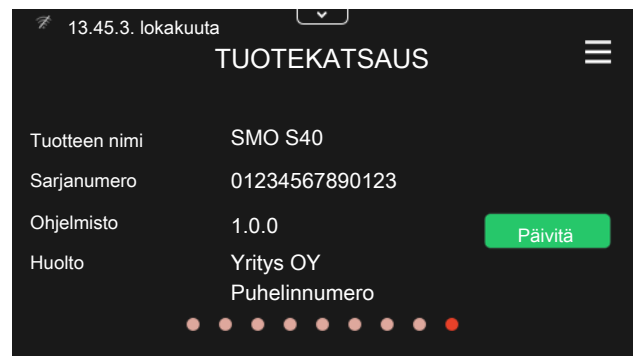 13.45.3. lokakuuta
TUOTEKATSAUS
Tuotteen nimi SMO S40
Sarjanumero 01234567890123
Ohjelmisto 1.0.0 Päivitä
Huolto Yritys OY
Puhelinnumero